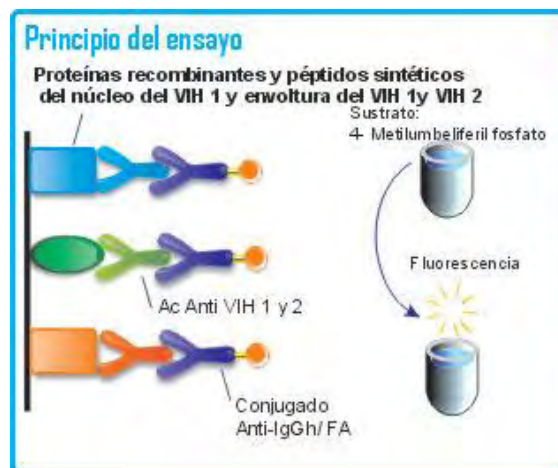 Principio del ensayo
Proteínas recombinantes y péptidos sintéticos
del núcleo del VIH 1 y envoltura del VIH 1y VIH 2
Sustrato:
4- Metilumbeliferil fosfato
Fluorescencia
Ac Anti VIH 1 y 2
Conjugado
Anti-IgGh/ FA